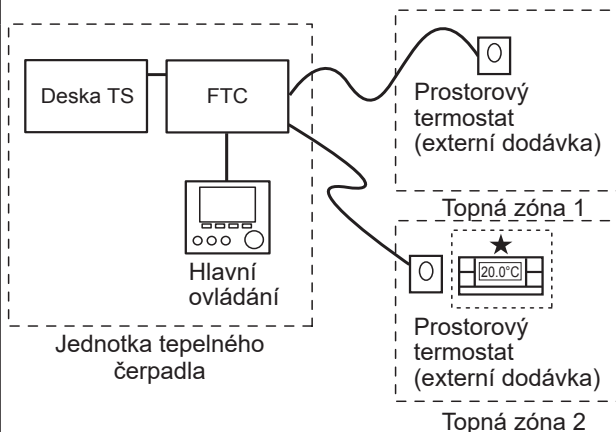 Deska TS
FTC
Hlavní
ovládání
Jednotka tepelného
čerpadla
Prostorový
termostat
(externí dodávka)
Topná zóna 1
20.0°C
Prostorový
termostat
(externí dodávka)
Topná zóna 2